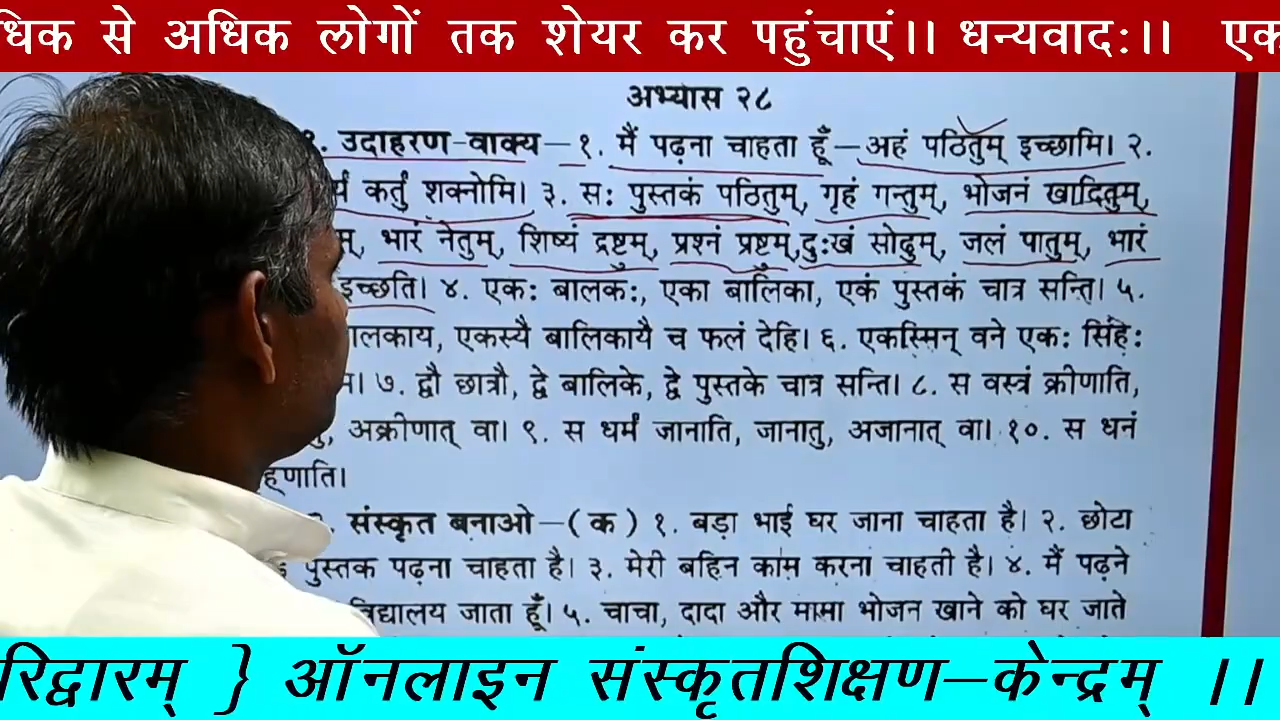 धिक से अधिक लोगों तक शेयर कर पहुंचाएं।। धन्यवादः।। एक
अभ्यास २८
१. उदाहरण-वाक्य—१. मैं पढ़ना चाहता हूँ—अहं पठितुम् इच्छामि। २.
कर्तुं शक्नोमि। ३. सः पुस्तकं पठितुम्, गृहं गन्तुम्, भोजनं खादितुम्,
भारं नेतुम्, शिष्यं द्रष्टुम्, प्रश्नं प्रष्टुम्,दुःखं सोढुम्, जलं पातुम्, भारं
इच्छति। ४. एकः बालकः, एका बालिका, एकं पुस्तकं चात्र सन्ति। ५.
एकस्यै बालिकायै च फलं देहि। ६. एकस्मिन् वने एकः सिंहः
७. द्वौ छात्रौ, द्वे बालिके, द्वे पुस्तके चात्र सन्ति। ८. स वस्त्रं क्रीणाति,
अक्रीणात् वा। ९. स धर्मं जानाति, जानातु, अजानात् वा। १०. स धनं
संस्कृत बनाओ—(क) १. बड़ा भाई घर जाना चाहता है। २. छोटा
पुस्तक पढ़ना चाहता है। ३. मेरी बहिन काम करना चाहती है। ४. मैं पढ़ने
विद्यालय जाता हूँ। ५. चाचा, दादा और मामा भोजन खाने को घर जाते
रिद्वारम् } ऑनलाइन संस्कृतशिक्षण—केन्द्रम् ।।